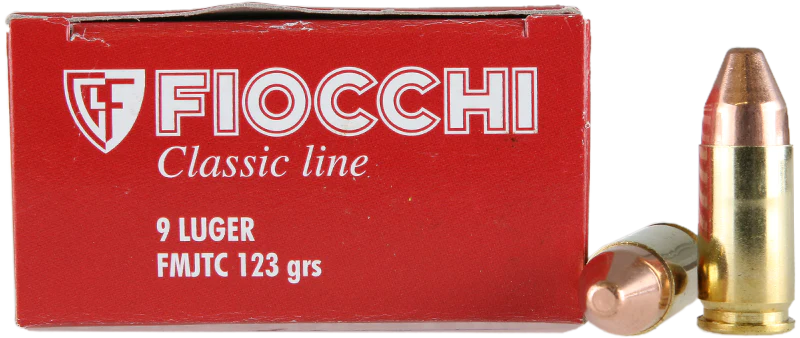 FIOCCHI
Classic line
9 LUGER
FMJTC 123 grs